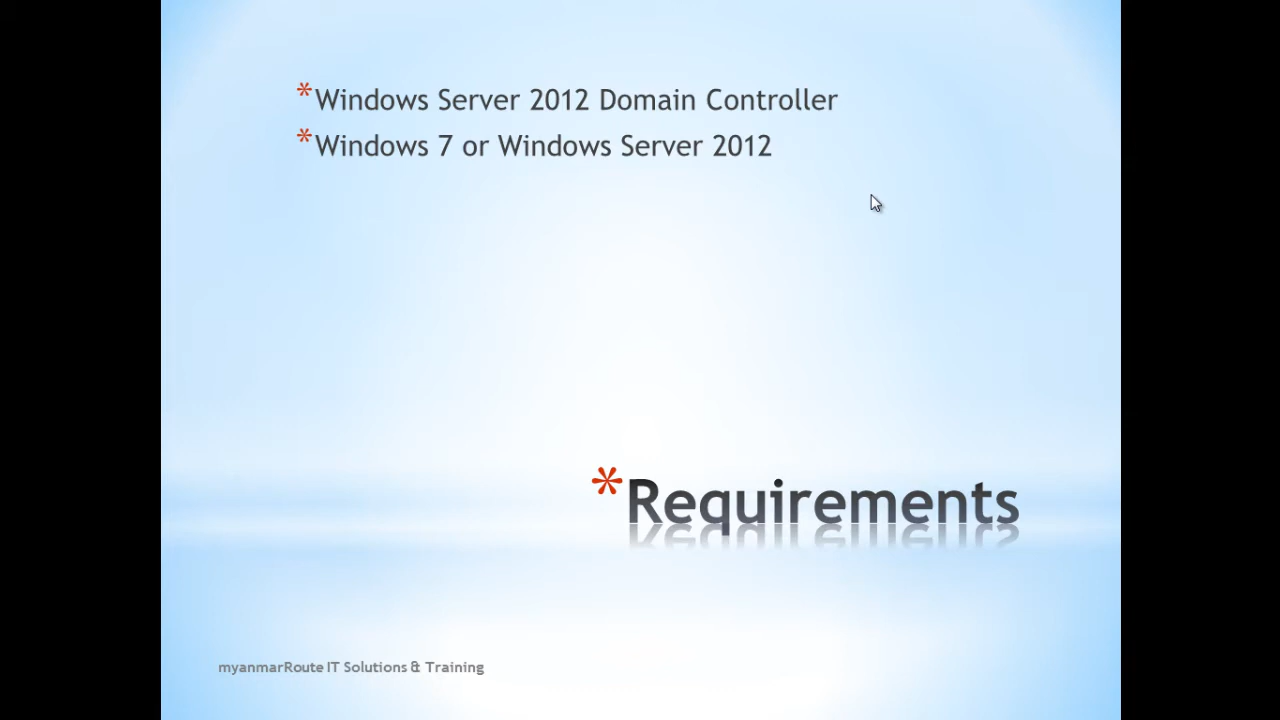 *Windows Server 2012 Domain Controller
*Windows 7 or Windows Server 2012
*Requirements
myanmarRoute IT Solutions & Training